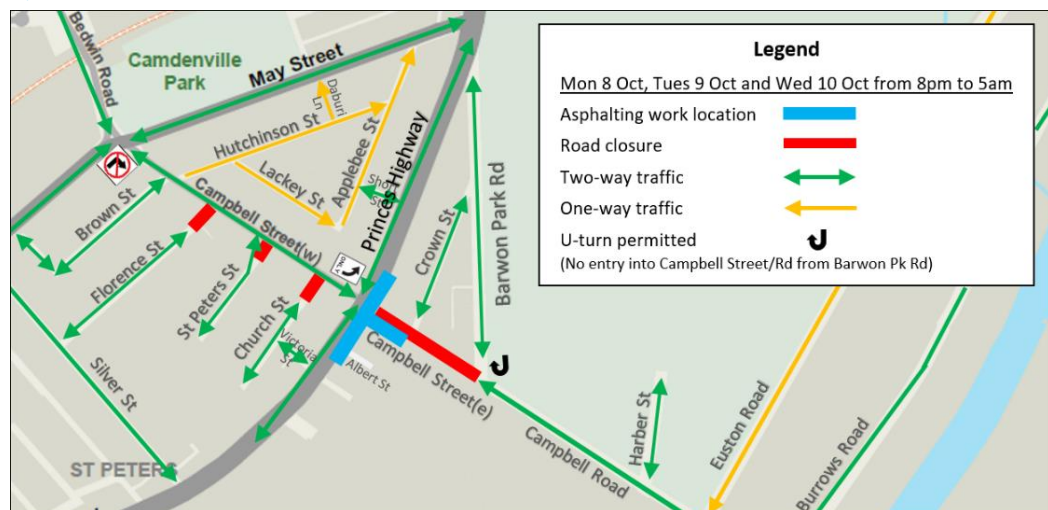 Bedwin Road
Camdenville
Park
May Street
Daburi
Ln
Hutchinson St
Lackey St
Applebee St
Short
St
Princes Highway
Barwon Park Rd
Crown St
Brown St
Campbell Street(w)
ONLY
Florence St
St Peters St
Church St
Victoria
St
Albert St
Campbell Street(e)
Silver St
ST PETERS
Campbell Road
Harber St
Euston Road
Burrows Road
Legend
Mon 8 Oct, Tues 9 Oct and Wed 10 Oct from 8pm to 5am
Asphalting work location
Road closure
Two-way traffic
One-way traffic
U-turn permitted
(No entry into Campbell Street/Rd from Barwon Pk Rd)